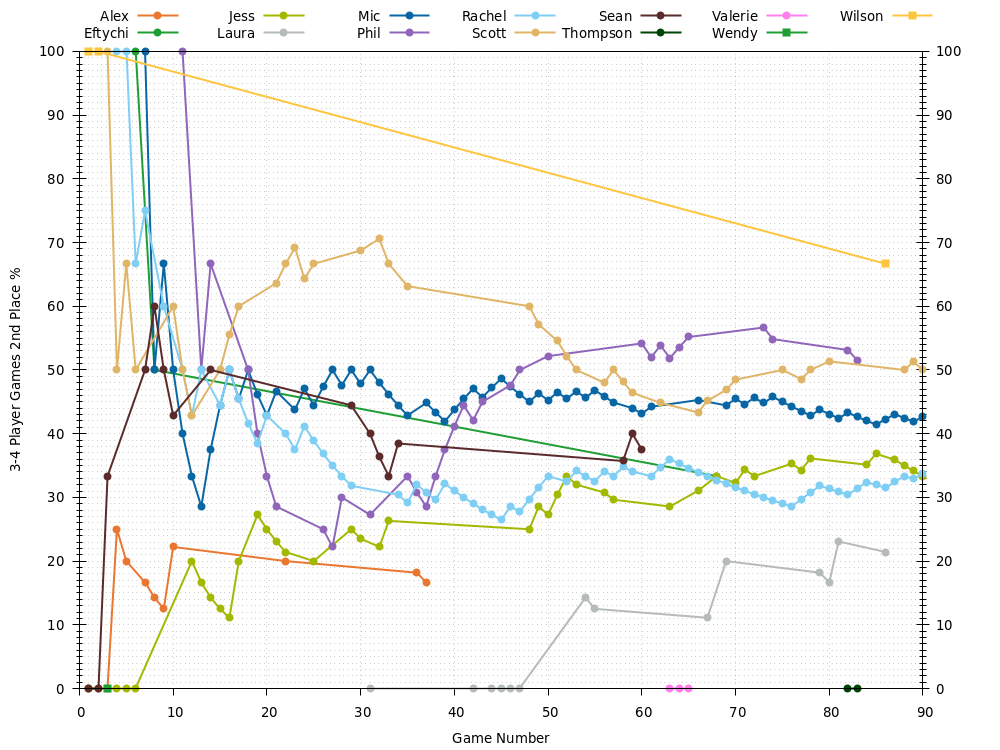 Alex Jess Mic Rachel Sean Valerie Wilson
Eftychi Laura Phil Scott Thompson Wendy
100 100
90 90
80 80
70 70
60 60
50 50
40 40
30 30
20 20
10 10
0 0
0 10 20 30 40 50 60 70 80 90
3-4 Player Games 2nd Place %
Game Number